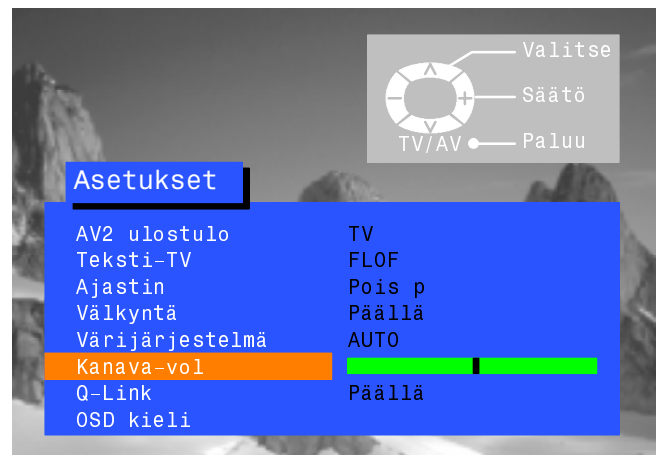 Valitse
Säätö
TV/AV Paluu
Asetukset
AV2 ulostulo TV
Teksti-TV FLOF
Ajastin Pois p
Välkyntä Päällä
Värijärjestelmä AUTO
Kanava-vol
Q-Link Päällä
OSD kieli